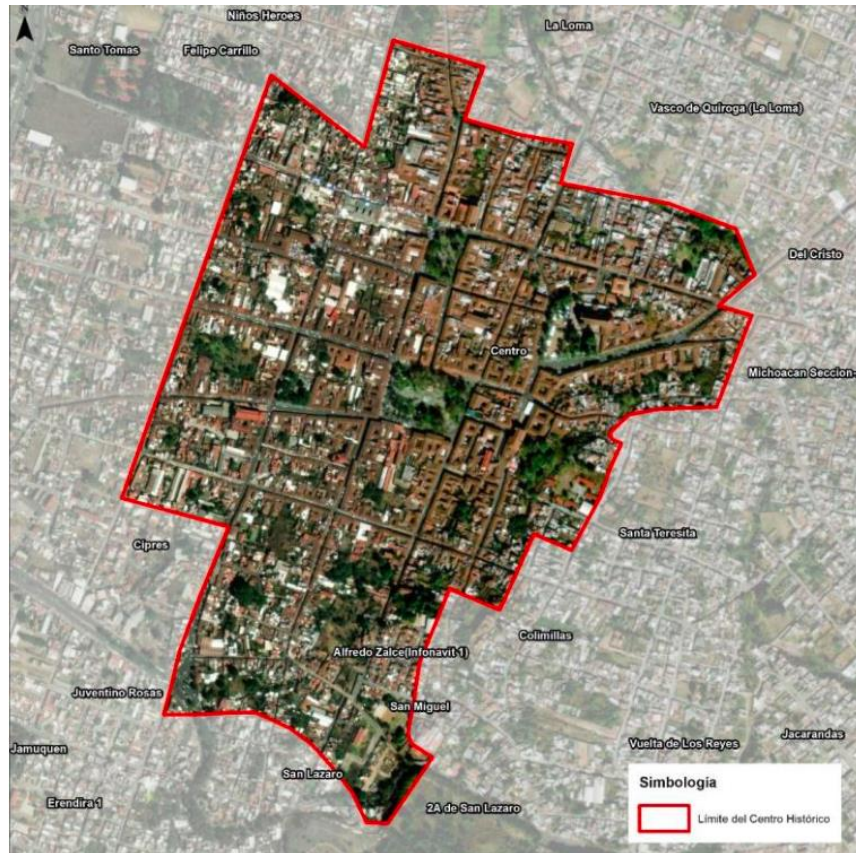 Niños Heroes
La Loma
Santo Tomas
Felipe Carrillo
Vasco de Quiroga (La Loma)
Del Cristo
Centro
Michoacan Seccion-
Santa Teresita
Cipres
Colimillas
Alfredo Zalce(Infonavit 1)
Juventino Rosas
San Miguel
Jacarandas
Jamuquen
Vuelta de Los Reyes
San Lazaro
Erendira 1
2A de San Lazaro
Simbología
Límite del Centro Histórico